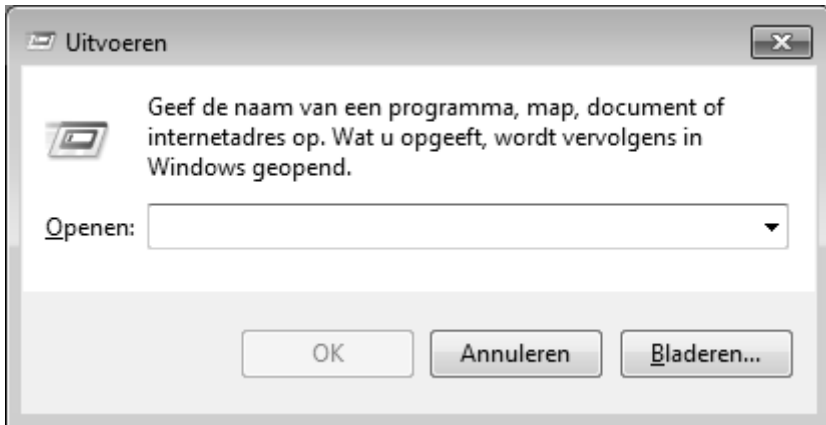 Uitvoeren
Geef de naam van een programma, map, document of
internetadres op. Wat u opgeeft, wordt vervolgens in
Windows geopend.
Openen:
OK Annuleren Bladeren...